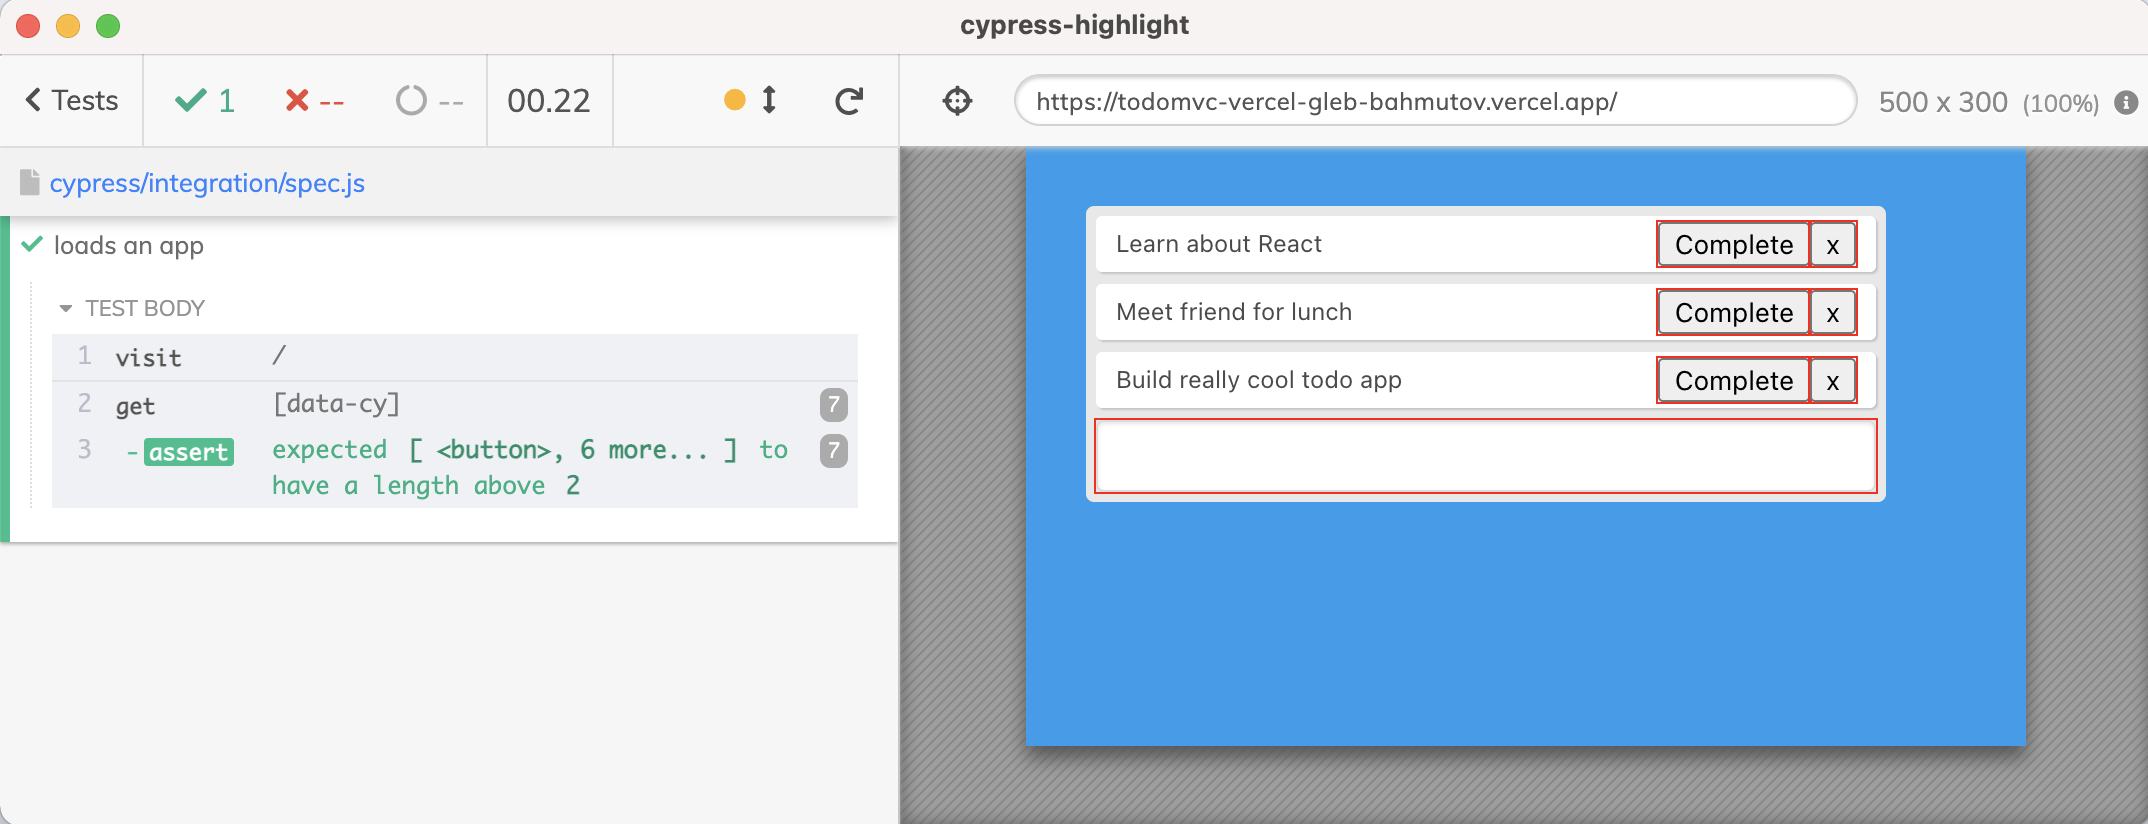 cypress-highlight
Tests
1
--
--
00.22
https://todomvc-vercel-gleb-bahmutov.vercel.app/
500 x 300 (100%)
cypress/integration/spec.js
loads an app
TEST BODY
1 visit /
2 get [data-cy] 7
3 -assert expected [ <button>, 6 more... ] to 7
have a length above 2
Learn about React Complete x
Meet friend for lunch Complete x
Build really cool todo app Complete x